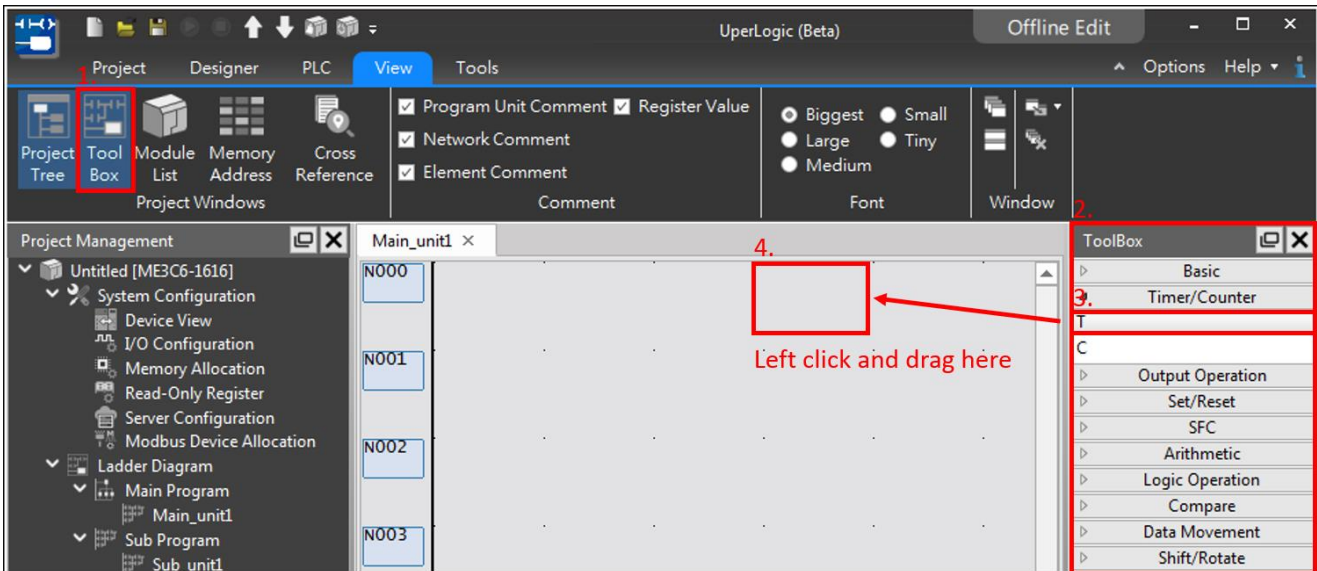 UperLogic (Beta)
Offline Edit
1.
Project
Designer
PLC
View
Tools
Options
Help
Project Tree
Tool Box
Module List
Memory Address
Cross Reference
Project Windows
Program Unit Comment
Register Value
Network Comment
Element Comment
Comment
Biggest
Small
Large
Tiny
Medium
Font
Window
Project Management
Untitled [ME3C6-1616]
System Configuration
Device View
I/O Configuration
Memory Allocation
Read-Only Register
Server Configuration
Modbus Device Allocation
Ladder Diagram
Main Program
Main_unit1
Sub Program
Sub_unit1
Main_unit1
4.
N000
N001
N002
N003
Left click and drag here
2.
ToolBox
Basic
3.
Timer/Counter
T
C
Output Operation
Set/Reset
SFC
Arithmetic
Logic Operation
Compare
Data Movement
Shift/Rotate